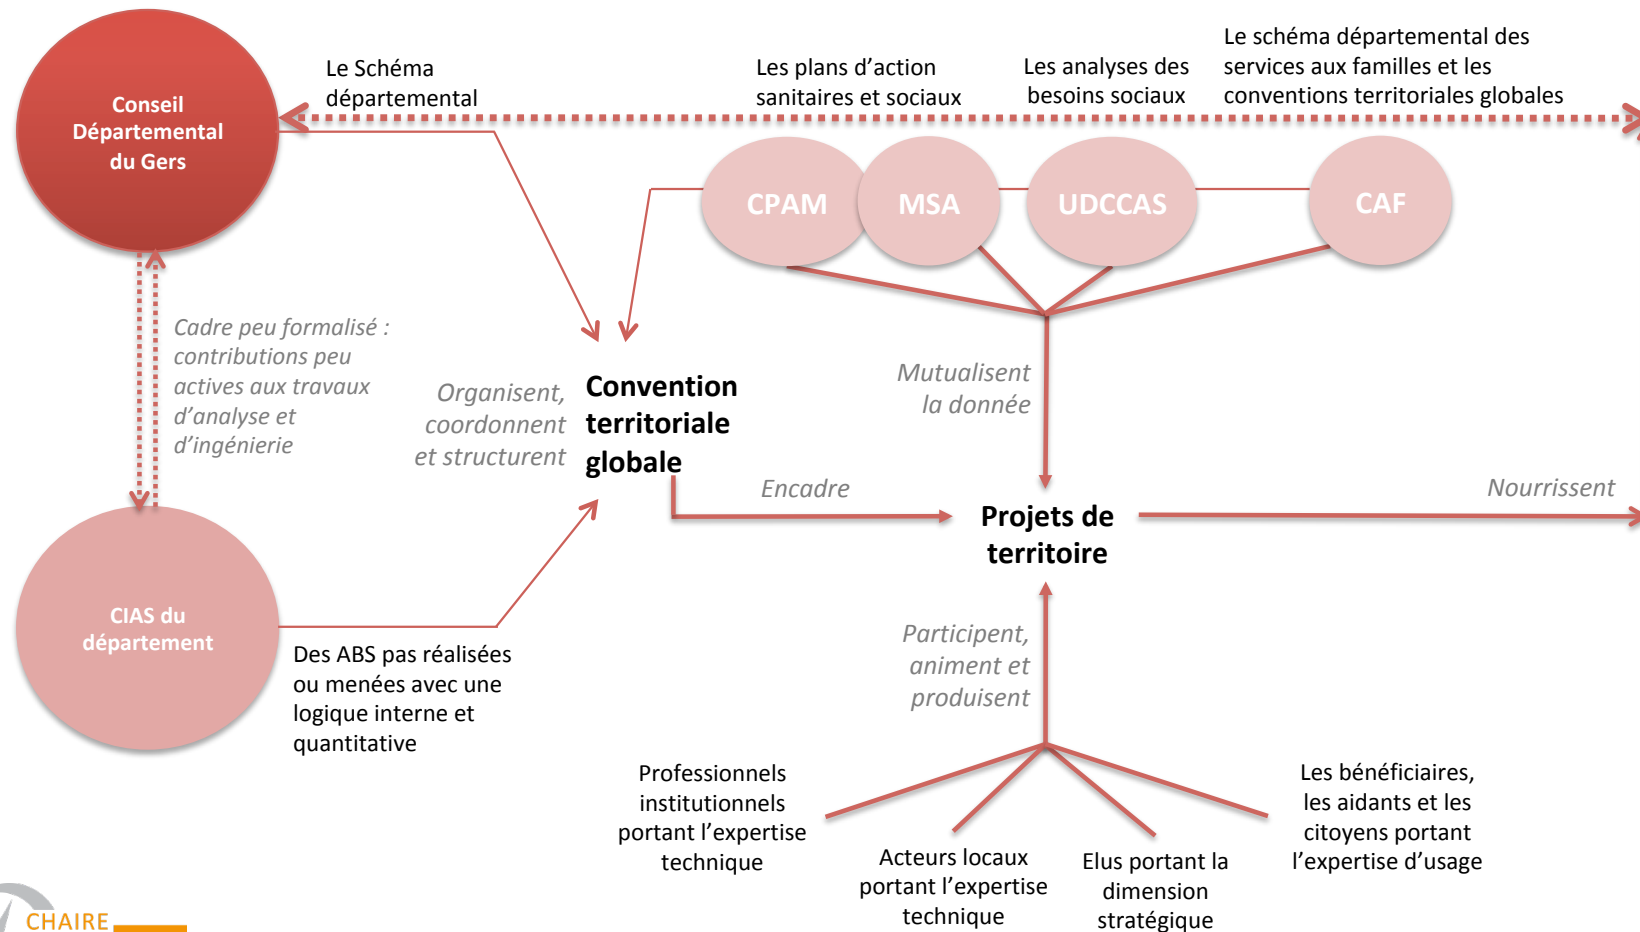 Conseil
Départemental
du Gers
Le Schéma
départemental
Les plans d’action
sanitaires et sociaux
Les analyses des
besoins sociaux
Le schéma départemental des
services aux familles et les
conventions territoriales globales
CPAM
MSA
UDCCAS
CAF
Cadre peu formalisé :
contributions peu
actives aux travaux
d’analyse et
d’ingénierie
Organisent,
coordonnent
et structurent
Convention
territoriale
globale
Mutualisent
la donnée
Encadre
Projets de
territoire
Nourrissent
CIAS du
département
Des ABS pas réalisées
ou menées avec une
logique interne et
quantitative
Participent,
animent et
produisent
Professionnels
institutionnels
portant l’expertise
technique
Acteurs locaux
portant l’expertise
technique
Elus portant la
dimension
stratégique
Les bénéficiaires,
les aidants et les
citoyens portant
l’expertise d’usage
CHAIRE